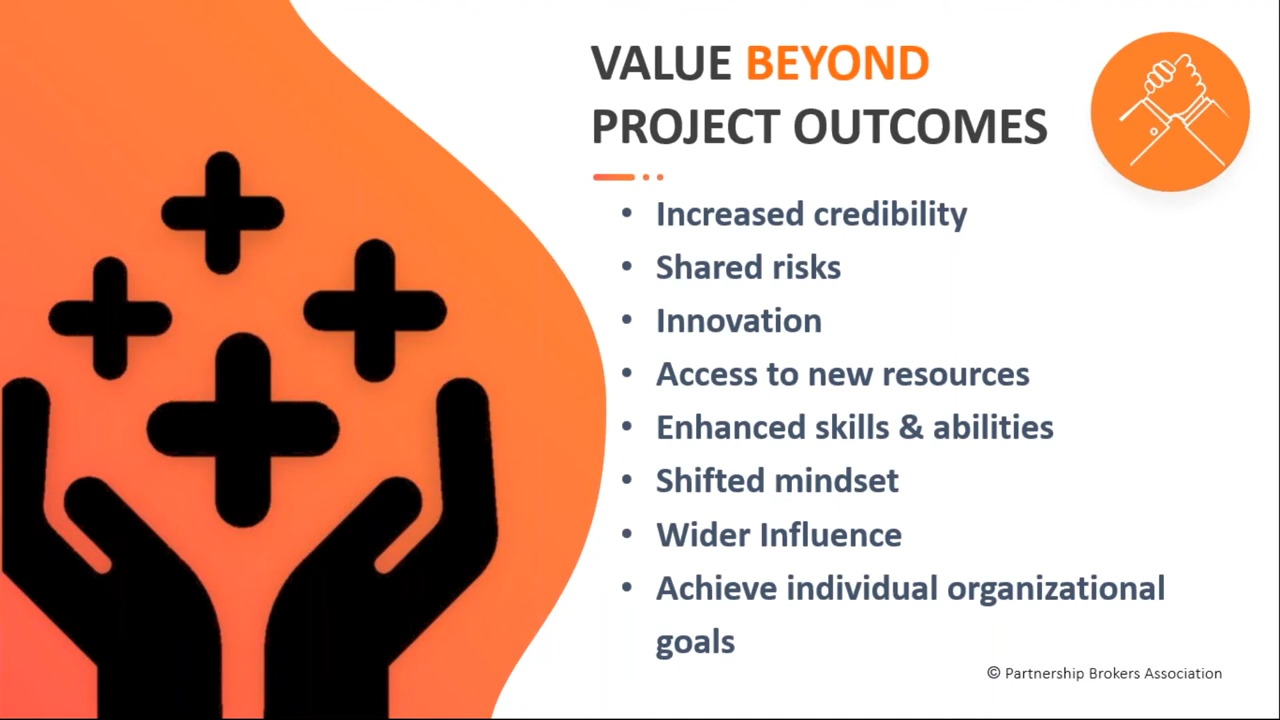 VALUE BEYOND
PROJECT OUTCOMES
• Increased credibility
• Shared risks
• Innovation
• Access to new resources
• Enhanced skills & abilities
• Shifted mindset
• Wider Influence
• Achieve individual organizational
goals
© Partnership Brokers Association